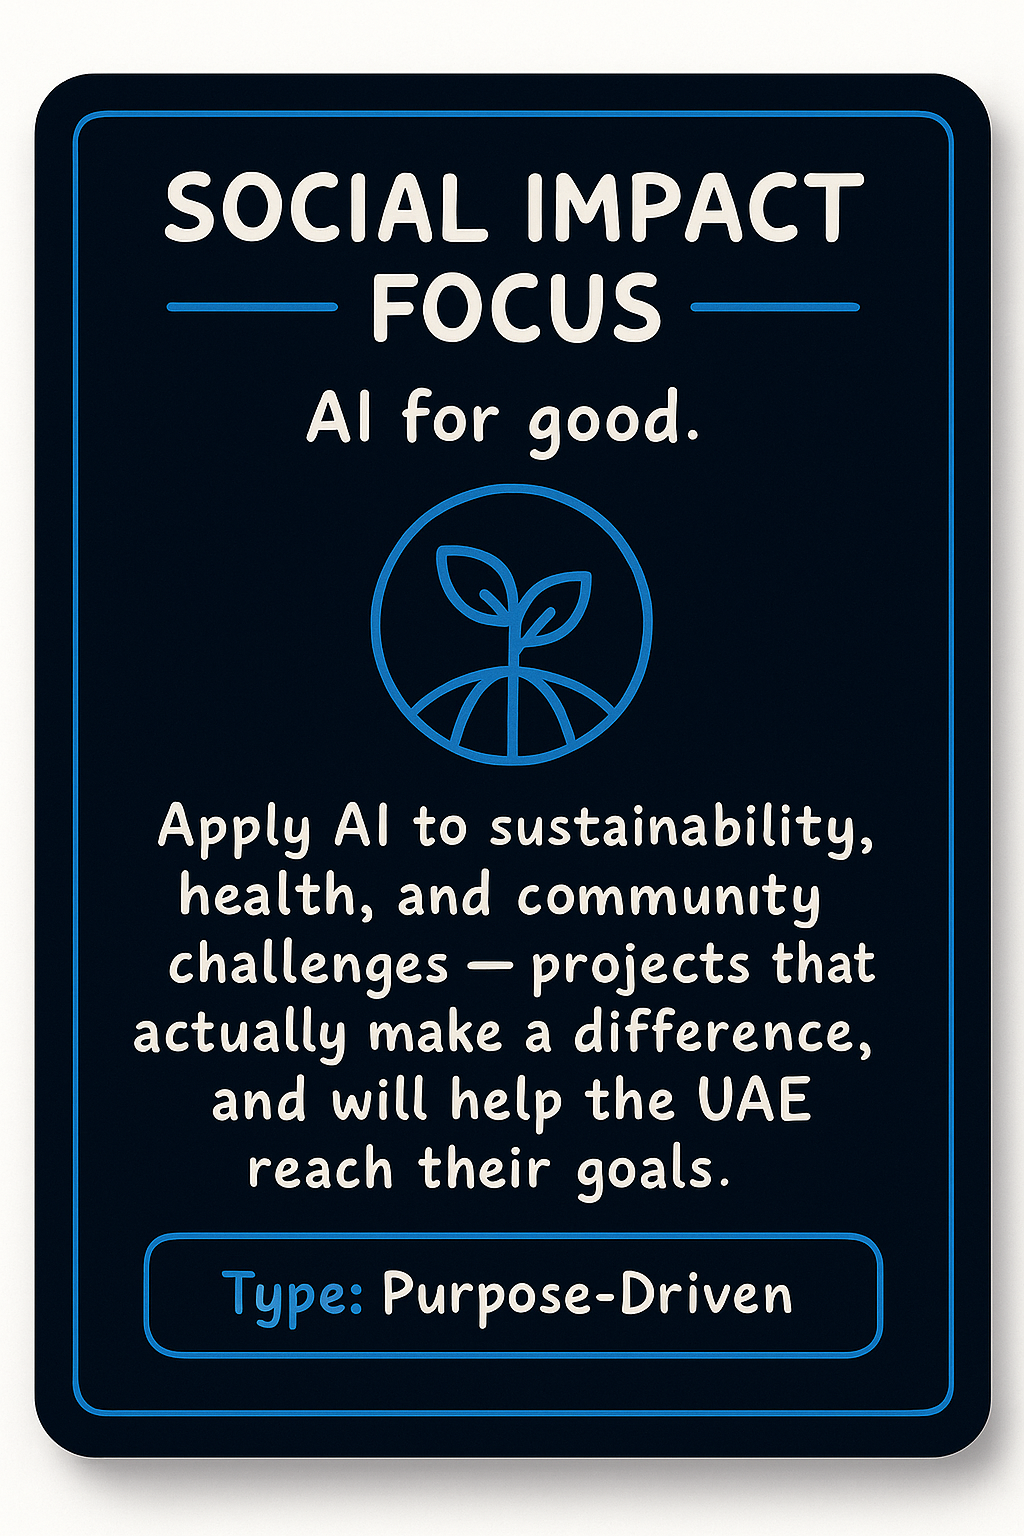 SOCIAL IMPACT
FOCUS
AI for good.
Apply AI to sustainability,
health, and community
challenges — projects that
actually make a difference,
and will help the UAE
reach their goals.
Type: Purpose-Driven